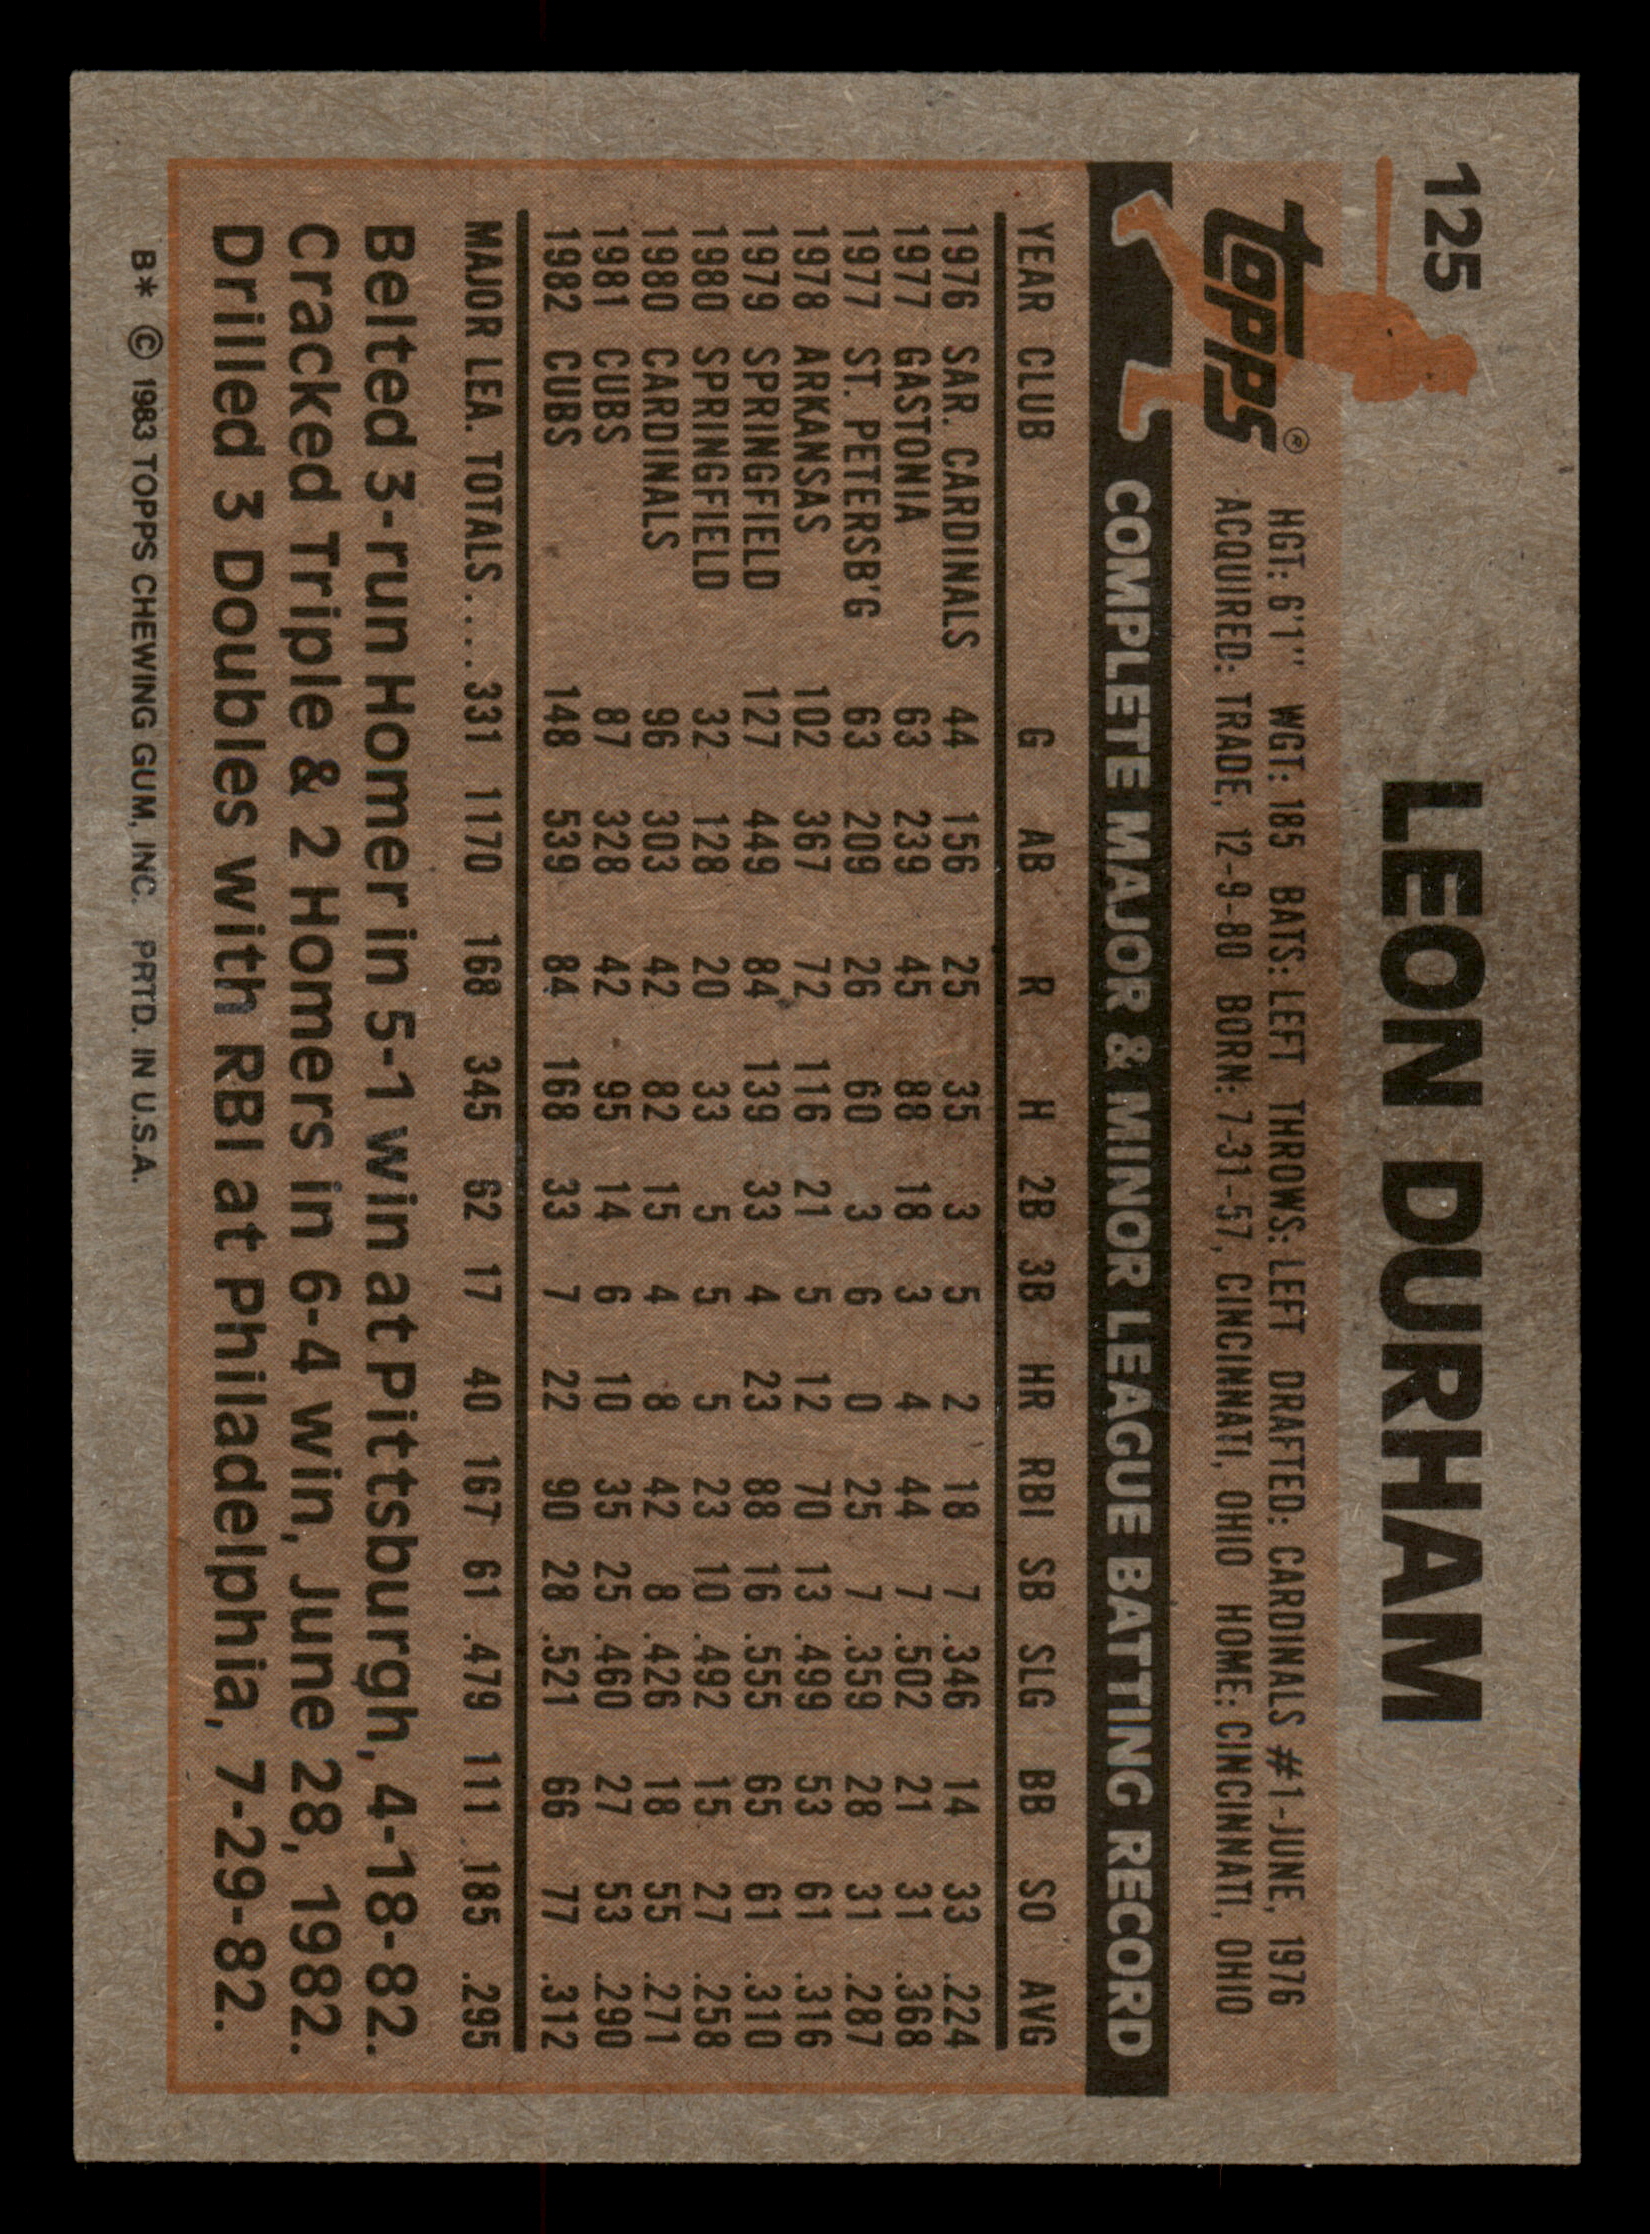 125 LEON DURHAM
Topps®
HGT: 6'1'' WGT: 185 BATS: LEFT THROWS: LEFT DRAFTED: CARDINALS #1-JUNE, 1976
ACQUIRED: TRADE, 12-9-80 BORN: 7-31-57, CINCINNATI, OHIO HOME: CINCINNATI, OHIO
COMPLETE MAJOR & MINOR LEAGUE BATTING RECORD
YEAR CLUB G AB R H 2B 3B HR RBI SB SLG BB SO AVG
1976 SAR. CARDINALS 44 156 25 35 3 5 2 18 7 .346 14 33 .224
1977 GASTONIA 63 239 45 88 18 3 4 44 7 .502 21 31 .368
1977 ST. PETERSB'G 63 209 26 60 3 6 0 25 7 .359 28 31 .287
1978 ARKANSAS 102 367 72 116 21 5 12 70 13 .499 53 61 .316
1979 SPRINGFIELD 127 449 84 139 33 4 23 88 16 .555 65 61 .310
1980 SPRINGFIELD 32 128 20 33 5 5 5 23 10 .492 15 27 .258
1980 CARDINALS 96 303 42 82 15 4 8 42 8 .426 18 55 .271
1981 CUBS 87 328 42 95 14 6 10 35 25 .460 27 53 .290
1982 CUBS 148 539 84 168 33 7 22 90 28 .521 66 77 .312
MAJOR LEA. TOTALS.... 331 1170 168 345 62 17 40 167 61 .479 111 185 .295
Belted 3-run Homer in 5-1 win at Pittsburgh, 4-18-82.
Cracked Triple & 2 Homers in 6-4 win, June 28, 1982.
Drilled 3 Doubles with RBI at Philadelphia, 7-29-82.
B* © 1983 TOPPS CHEWING GUM, INC. PRTD. IN U.S.A.